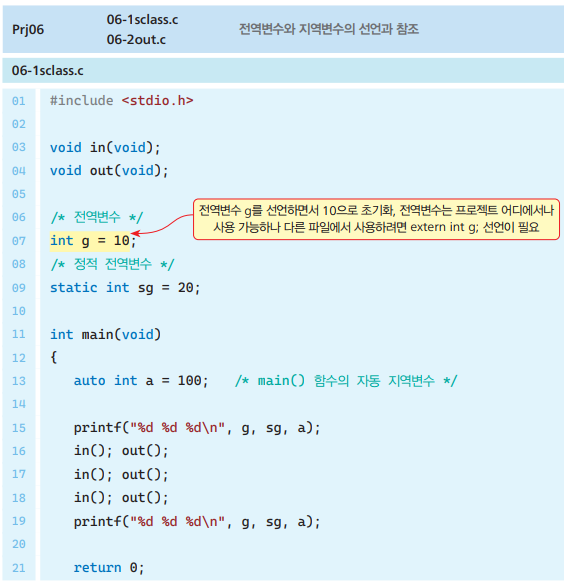 Prj06
06-1sclass.c
06-2out.c
전역변수와 지역변수의 선언과 참조
06-1sclass.c
01 #include <stdio.h>
02
03 void in(void);
04 void out(void);
05
06 /* 전역변수 */
전역변수 g를 선언하면서 10으로 초기화, 전역변수는 프로젝트 어디에서나
사용 가능하나 다른 파일에서 사용하려면 extern int g; 선언이 필요
07 int g = 10;
08 /* 정적 전역변수 */
09 static int sg = 20;
10
11 int main(void)
12 {
13    auto int a = 100;   /* main() 함수의 자동 지역변수 */
14
15    printf("%d %d %d\n", g, sg, a);
16    in(); out();
17    in(); out();
18    in(); out();
19    printf("%d %d %d\n", g, sg, a);
20
21    return 0;